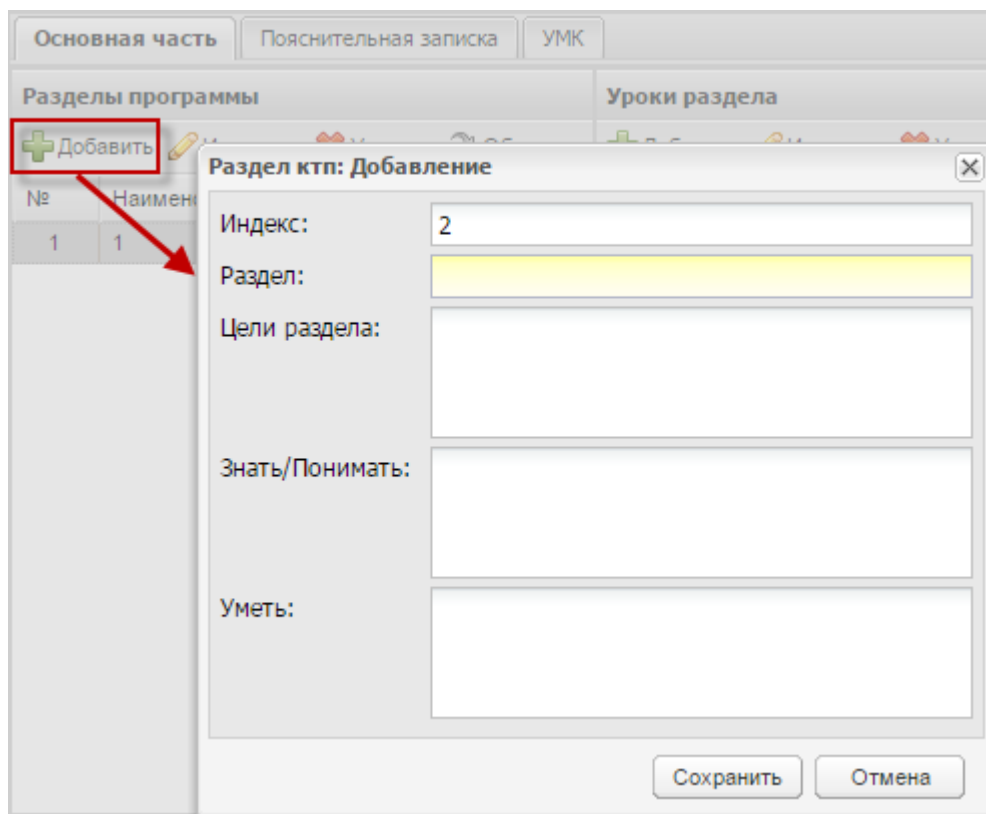 Основная часть Пояснительная записка УМК
Разделы программы Уроки раздела
Добавить
Раздел ктп: Добавление
№
1 1
Индекс: 2
Раздел:
Цели раздела:
Знать/Понимать:
Уметь:
Сохранить Отмена